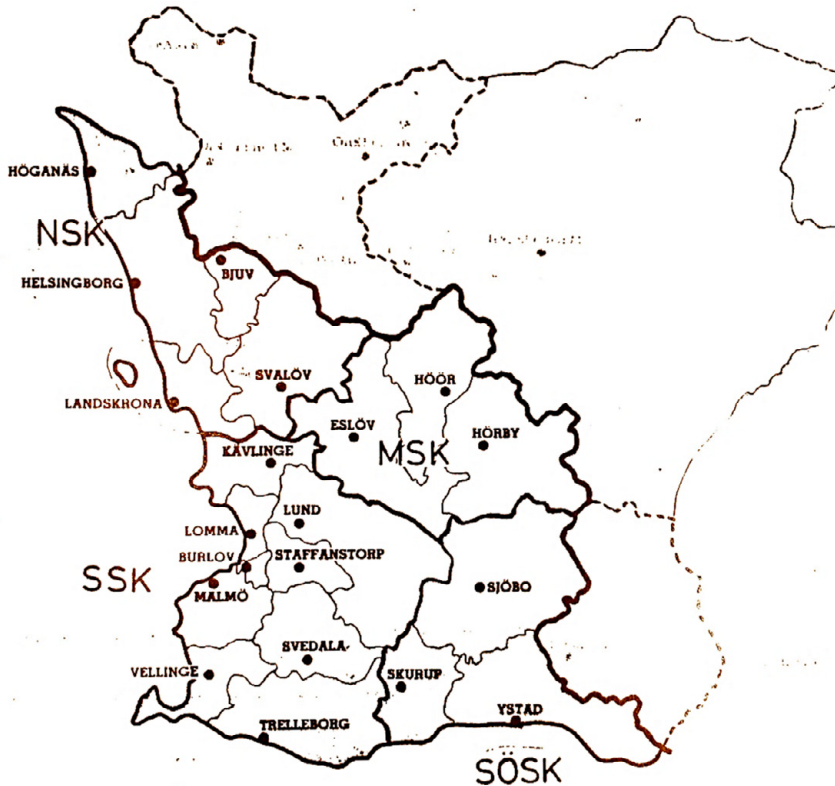 HÖGANÄS
NSK
BJUV
HELSINGBORG
SVALÖV
HÖÖR
LANDSKRONA
ESLÖV
HÖRBY
MSK
KÄVLINGE
LUND
LOMMA
BURLÖV
STAFFANSTORP
SSK
MALMÖ
SJÖBO
SVEDALA
VELLINGE
SKURUP
YSTAD
TRELLEBORG
SÖSK